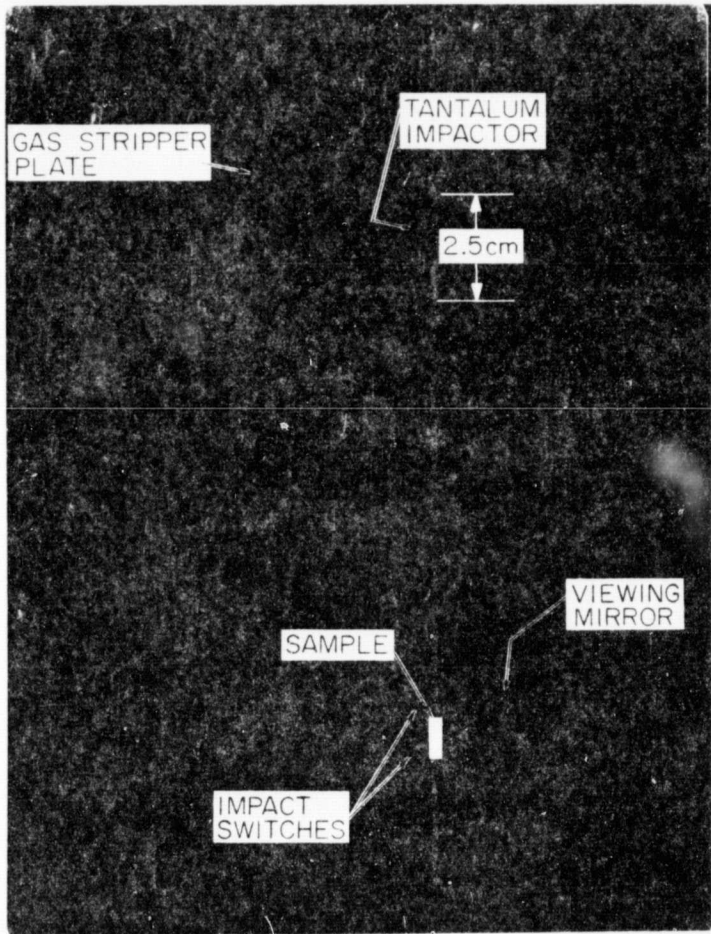 TANTALUM
IMPACTOR
GAS STRIPPER
PLATE
2.5cm
VIEWING
MIRROR
SAMPLE
IMPACT
SWITCHES